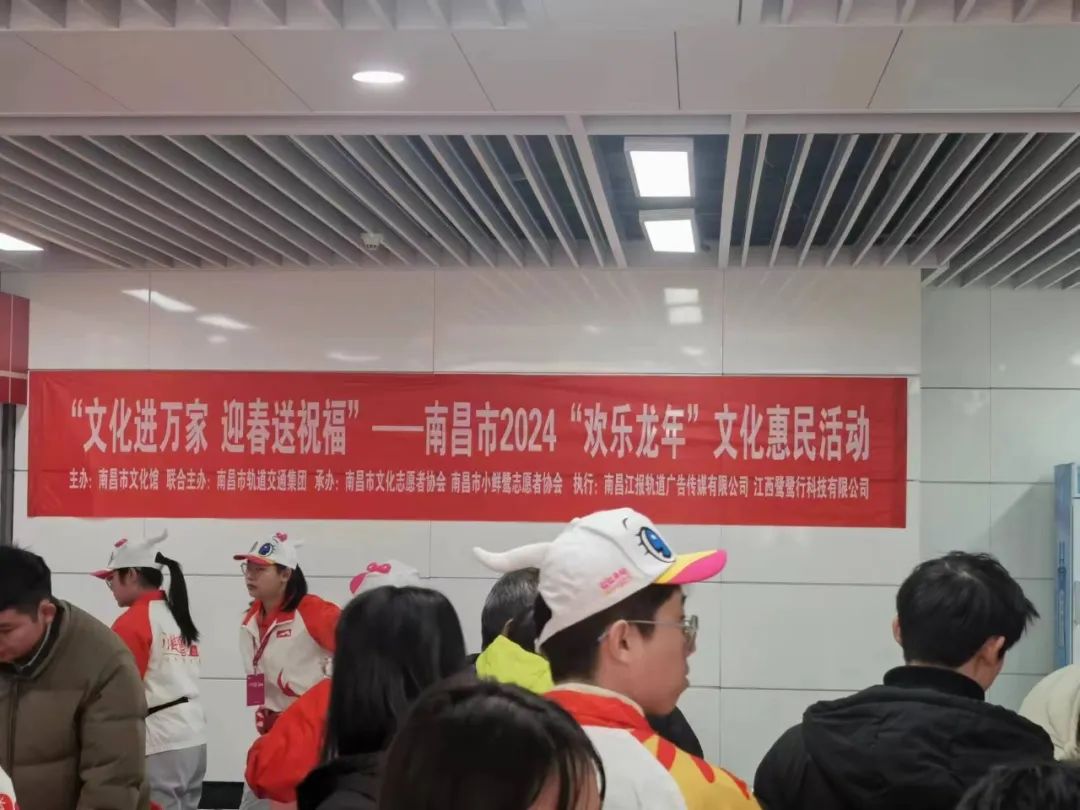 “文化进万家 迎春送祝福”——南昌市2024“欢乐龙年”文化惠民活动
主办：南昌市文化馆 联合主办：南昌市轨道交通集团 承办：南昌市文化志愿者协会 南昌市小鲜鹭志愿者协会 执行：南昌江报轨道广告传媒有限公司 江西鹭鹭行科技有限公司